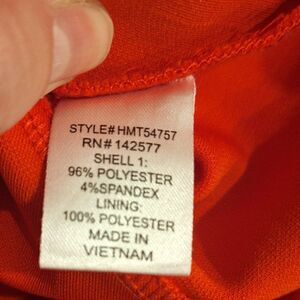 STYLE# HMT54757
RN# 142577
SHELL 1:
96% POLYESTER
4%SPANDEX
LINING:
100% POLYESTER
MADE IN
VIETNAM